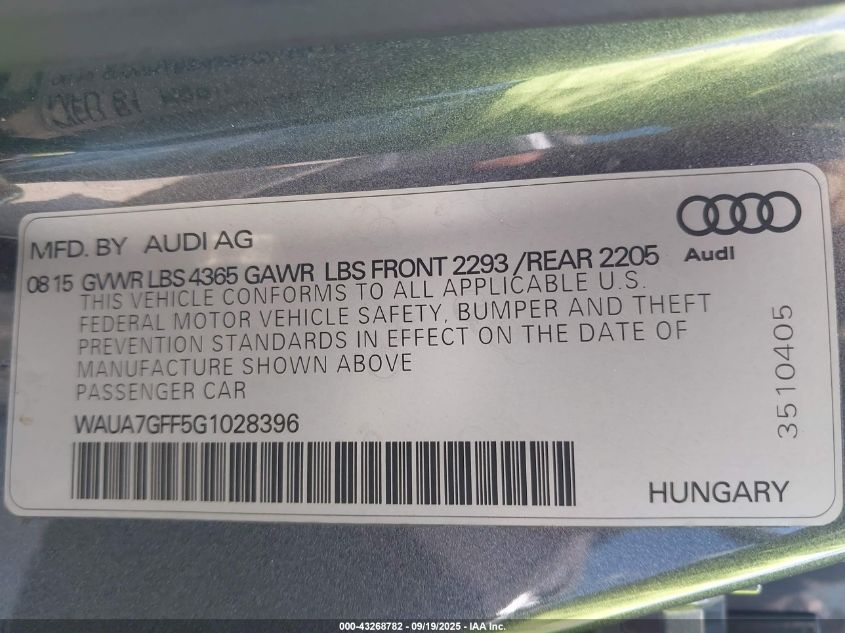 MFD. BY AUDI AG
Audi
08 15 GVWR LBS 4365 GAWR LBS FRONT 2293 / REAR 2205
THIS VEHICLE CONFORMS TO ALL APPLICABLE U.S.
FEDERAL MOTOR VEHICLE SAFETY, BUMPER AND THEFT
PREVENTION STANDARDS IN EFFECT ON THE DATE OF
MANUFACTURE SHOWN ABOVE
PASSENGER CAR
WAUA7GFF5G1028396
3510405
HUNGARY
000-43268782 - 09/19/2025 - IAA Inc.